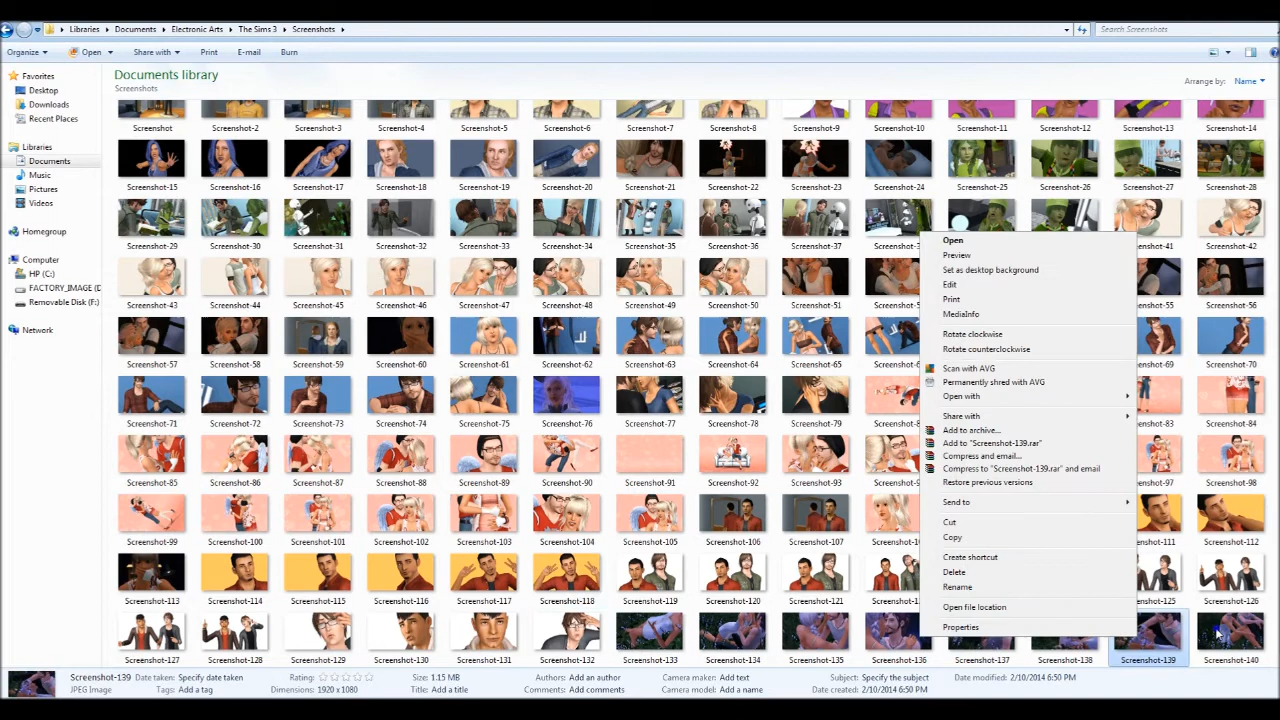 Libraries ▸ Documents ▸ Electronic Arts ▸ The Sims 3 ▸ Screenshots ▸
Search Screenshots
Organize ▾ Open ▾ Share with ▾ Print E-mail Burn
Documents library
Screenshots
Arrange by: Name ▾
Favorites
Desktop
Downloads
Recent Places
Libraries
Documents
Music
Pictures
Videos
Homegroup
Computer
HP (C:)
FACTORY_IMAGE (D
Removable Disk (F:)
Network
Screenshot Screenshot-2 Screenshot-3 Screenshot-4 Screenshot-5 Screenshot-6 Screenshot-7 Screenshot-8 Screenshot-9 Screenshot-10 Screenshot-11 Screenshot-12 Screenshot-13 Screenshot-14
Screenshot-15 Screenshot-16 Screenshot-17 Screenshot-18 Screenshot-19 Screenshot-20 Screenshot-21 Screenshot-22 Screenshot-23 Screenshot-24 Screenshot-25 Screenshot-26 Screenshot-27 Screenshot-28
Screenshot-29 Screenshot-30 Screenshot-31 Screenshot-32 Screenshot-33 Screenshot-34 Screenshot-35 Screenshot-36 Screenshot-37 Screenshot-41 Screenshot-42
Screenshot-43 Screenshot-44 Screenshot-45 Screenshot-46 Screenshot-47 Screenshot-48 Screenshot-49 Screenshot-50 Screenshot-51 Screenshot-55 Screenshot-56
Screenshot-57 Screenshot-58 Screenshot-59 Screenshot-60 Screenshot-61 Screenshot-62 Screenshot-63 Screenshot-64 Screenshot-65 Screenshot-70
Screenshot-71 Screenshot-72 Screenshot-73 Screenshot-74 Screenshot-75 Screenshot-76 Screenshot-77 Screenshot-78 Screenshot-79 Screenshot-84
Screenshot-85 Screenshot-86 Screenshot-87 Screenshot-88 Screenshot-89 Screenshot-90 Screenshot-91 Screenshot-92 Screenshot-93 Screenshot-98
Screenshot-99 Screenshot-100 Screenshot-101 Screenshot-102 Screenshot-103 Screenshot-104 Screenshot-105 Screenshot-106 Screenshot-107 Screenshot-112
Screenshot-113 Screenshot-114 Screenshot-115 Screenshot-116 Screenshot-117 Screenshot-118 Screenshot-119 Screenshot-120 Screenshot-121 Screenshot-126
Screenshot-127 Screenshot-128 Screenshot-129 Screenshot-130 Screenshot-131 Screenshot-132 Screenshot-133 Screenshot-134 Screenshot-135 Screenshot-136 Screenshot-137 Screenshot-138 Screenshot-139 Screenshot-140
Open
Preview
Set as desktop background
Edit
Print
MediaInfo
Rotate clockwise
Rotate counterclockwise
Scan with AVG
Permanently shred with AVG
Open with
Share with
Add to archive...
Add to "Screenshot-139.rar"
Compress and email...
Compress to "Screenshot-139.rar" and email
Restore previous versions
Send to
Cut
Copy
Create shortcut
Delete
Rename
Open file location
Properties
Screenshot-139 Date taken: Specify date taken Rating: ☆☆☆☆☆ Size: 1.15 MB Authors: Add an author Camera maker: Add text Subject: Specify the subject Date modified: 2/10/2014 6:50 PM
JPEG Image Tags: Add a tag Dimensions: 1920 x 1080 Title: Add a title Comments: Add comments Camera model: Add a name Date created: 2/10/2014 6:50 PM